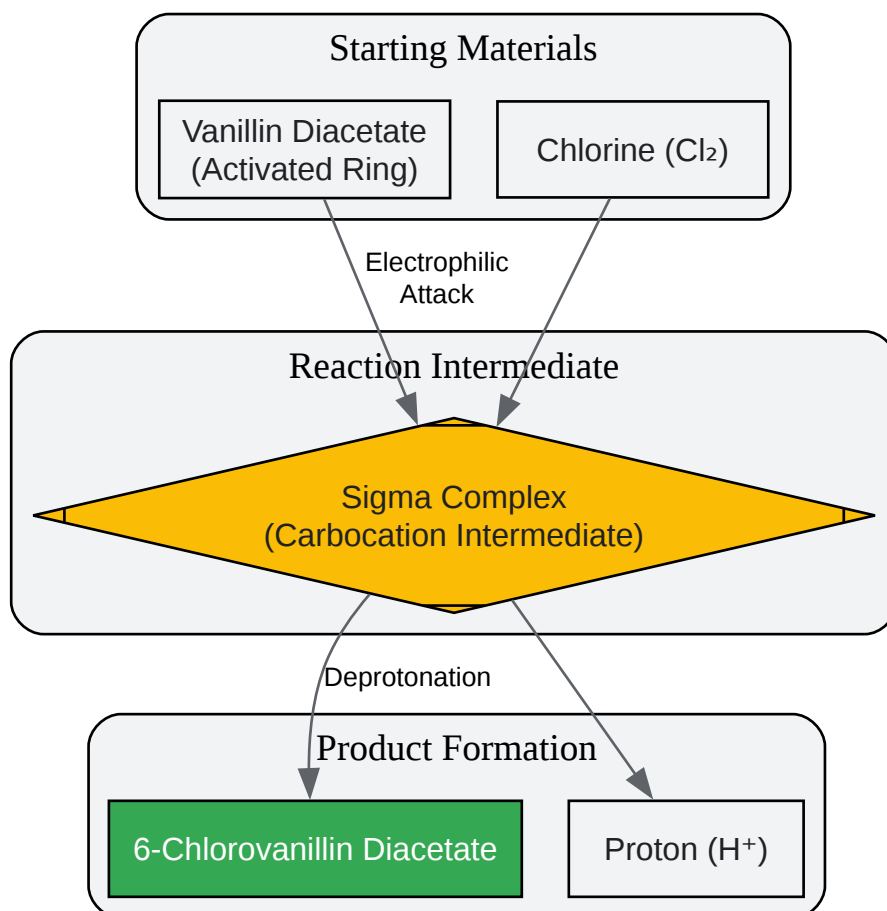 Starting Materials
Vanillin Diacetate
(Activated Ring)
Chlorine (Cl₂)
Electrophilic
Attack
Reaction Intermediate
Sigma Complex
(Carbocation Intermediate)
Deprotonation
Product Formation
6-Chlorovanillin Diacetate
Proton (H⁺)